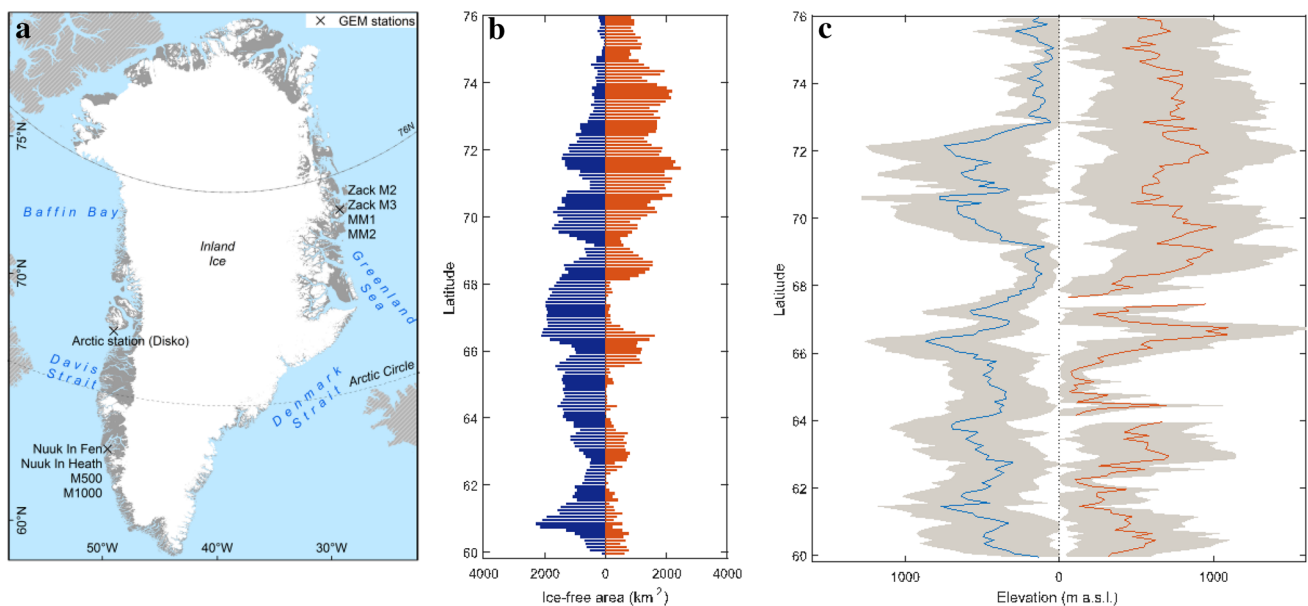 a
× GEM stations
76N
75°N
Zack M2
Zack M3
MM1
MM2
Baffin Bay
Inland
Ice
Greenland
Sea
70°N
Arctic station (Disko)
Davis
Strait
Denmark
Strait
Arctic Circle
Nuuk In Fen
Nuuk In Heath
M500
M1000
60°N
50°W
40°W
30°W
b
76
74
72
70
68
66
64
62
60
Latitude
4000
2000
0
2000
4000
Ice-free area (km²)
c
76
74
72
70
68
66
64
62
60
Latitude
1000
0
1000
Elevation (m a.s.l.)